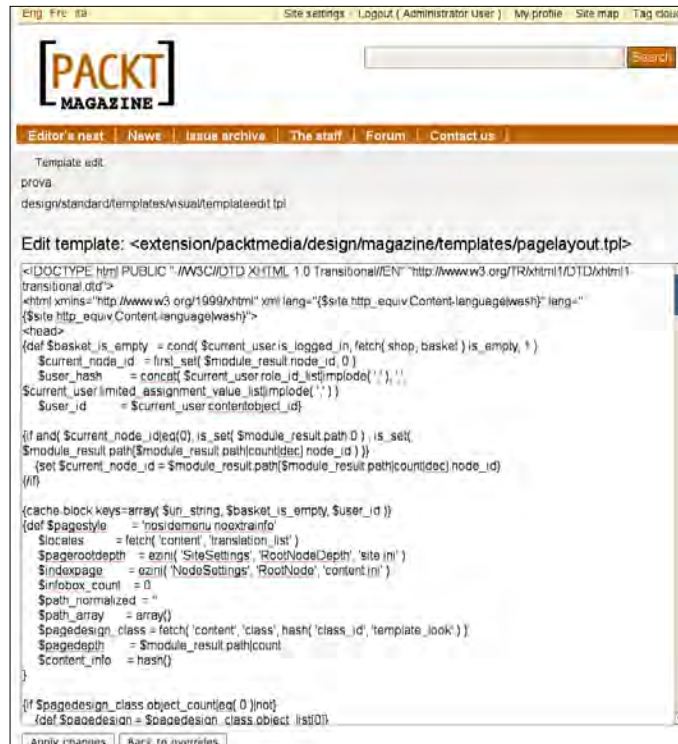 Eng Fre Ita
Site settings Logout ( Administrator User ) My profile Site map Tag cloud
[PACKT]
MAGAZINE
Search
Editor's nest | News | Issue archive | The staff | Forum | Contact us |
Template edit
prova
design/standard/templates/visual/templateedit.tpl
Edit template: <extension/packtmedia/design/magazine/templates/pagelayout.tpl>
<!DOCTYPE html PUBLIC "-//W3C//DTD XHTML 1.0 Transitional//EN" "http://www.w3.org/TR/xhtml1/DTD/xhtml1-
transitional.dtd">
<html xmlns="http://www.w3.org/1999/xhtml" xml:lang="{$site.http_equiv.Content-language|wash}" lang="
{$site.http_equiv.Content-language|wash}">
<head>
{def $basket_is_empty = cond( $current_user.is_logged_in, fetch( shop, basket ).is_empty, 1 )
$current_node_id = first_set( $module_result.node_id, 0 )
$user_hash = concat( $current_user.role_id_list|implode( ',' ), ',',
$current_user.limited_assignment_value_list|implode( ',' ) )
$user_id = $current_user.contentobject_id}
{if and( $current_node_id|eq(0), is_set( $module_result.path.0 ) , is_set(
$module_result.path[$module_result.path|count|dec].node_id ) )}
{set $current_node_id = $module_result.path[$module_result.path|count|dec].node_id}
{/if}
{cache-block keys=array( $uri_string, $basket_is_empty, $user_id )}
{def $pagestyle = 'nosidemenu noextrainfo'
$locales = fetch( 'content', 'translation_list' )
$pagerootdepth = ezini( 'SiteSettings', 'RootNodeDepth', 'site.ini' )
$indexpage = ezini( 'NodeSettings', 'RootNode', 'content.ini' )
$infobox_count = 0
$path_normalized = ''
$path_array = array()
$pagedesign_class = fetch( 'content', 'class', hash( 'class_id', 'template_look' ) )
$pagedepth = $module_result.path|count
$content_info = hash()
}
{if $pagedesign_class.object_count|eq( 0 )|not}
{def $pagedesign = $pagedesign_class.object_list[0]}
Apply changes Back to overrides